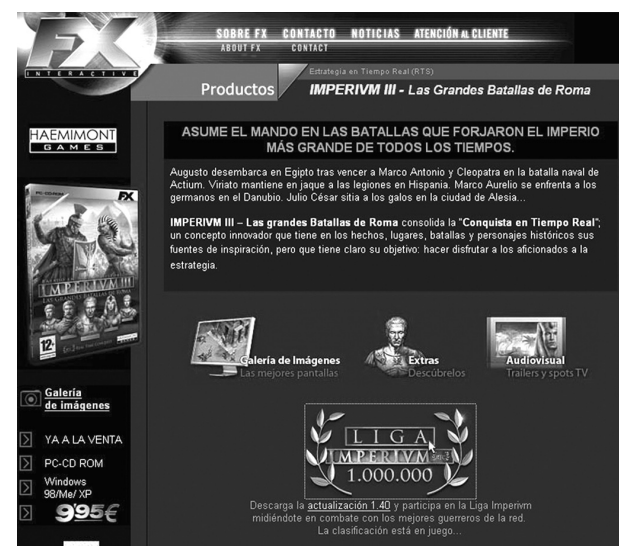 FX
INTERACTIVE
SOBRE FX CONTACTO NOTICIAS ATENCIÓN AL CLIENTE
ABOUT FX CONTACT
Estrategia en Tiempo Real (RTS)
Productos IMPERIVM III - Las Grandes Batallas de Roma
HAEMIMONT
GAMES
ASUME EL MANDO EN LAS BATALLAS QUE FORJARON EL IMPERIO
MÁS GRANDE DE TODOS LOS TIEMPOS.
Augusto desembarca en Egipto tras vencer a Marco Antonio y Cleopatra en la batalla naval de
Actium. Viriato mantiene en jaque a las legiones en Hispania. Marco Aurelio se enfrenta a los
germanos en el Danubio. Julio César sitia a los galos en la ciudad de Alesia...
IMPERIVM III – Las grandes Batallas de Roma consolida la "Conquista en Tiempo Real";
un concepto innovador que tiene en los hechos, lugares, batallas y personajes históricos sus
fuentes de inspiración, pero que tiene claro su objetivo: hacer disfrutar a los aficionados a la
estrategia.
PC-CD ROM FX
IMPERIVM III
LAS GRANDES BATALLAS DE ROMA
12+
Galería de Imágenes
Las mejores pantallas
Extras
Descúbrelos
Audiovisual
Trailers y spots TV
Galería
de imágenes
YA A LA VENTA
PC-CD ROM
Windows
98/Me/ XP
995€
LIGA
IMPERIVM
1.000.000
Descarga la actualización 1.40 y participa en la Liga Imperivm
midiéndote en combate con los mejores guerreros de la red.
La clasificación está en juego...